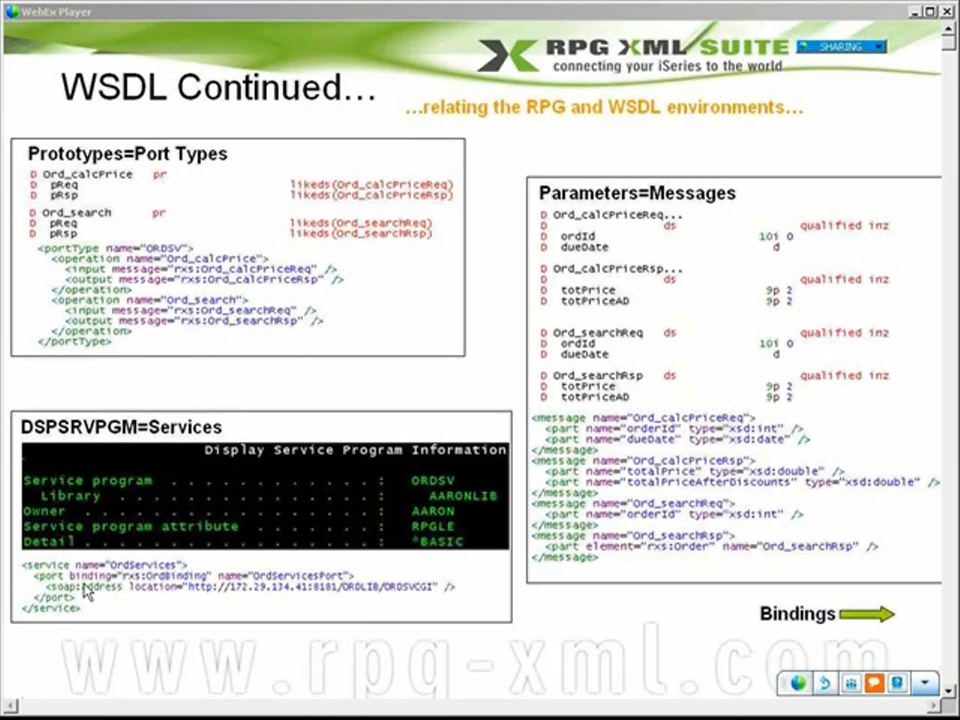 WebEx Player
RPG XML SUITE
SHARING
connecting your iSeries to the world
WSDL Continued...
...relating the RPG and WSDL environments...
Prototypes=Port Types
D Ord_calcPrice pr
D pReq likeds(Ord_calcPriceReq)
D pRsp likeds(Ord_calcPriceRsp)
D Ord_search pr
D pReq likeds(Ord_searchReq)
D pRsp likeds(Ord_searchRsp)
<portType name="ORDSV">
<operation name="Ord_calcPrice">
<input message="rxs:Ord_calcPriceReq" />
<output message="rxs:Ord_calcPriceRsp" />
</operation>
<operation name="Ord_search">
<input message="rxs:Ord_searchReq" />
<output message="rxs:Ord_searchRsp" />
</operation>
</portType>
Parameters=Messages
D Ord_calcPriceReq...
D ds qualified inz
D ordId 10i 0
D dueDate d
D Ord_calcPriceRsp...
D ds qualified inz
D totPrice 9p 2
D totPriceAD 9p 2
D Ord_searchReq ds qualified inz
D ordId 10i 0
D dueDate d
D Ord_searchRsp ds qualified inz
D totPrice 9p 2
D totPriceAD 9p 2
<message name="Ord_calcPriceReq">
<part name="orderId" type="xsd:int" />
<part name="dueDate" type="xsd:date" />
</message>
<message name="Ord_calcPriceRsp">
<part name="totalPrice" type="xsd:double" />
<part name="totalPriceAfterDiscounts" type="xsd:double" />
</message>
<message name="Ord_searchReq">
<part name="orderId" type="xsd:int" />
</message>
<message name="Ord_searchRsp">
<part element="rxs:Order" name="Ord_searchRsp" />
</message>
DSPSRVPGM=Services
Display Service Program Information
Service program . . . . . . . . . . . . : ORDSV
Library . . . . . . . . . . . . . . . : AARONLIB
Owner . . . . . . . . . . . . . . . . . : AARON
Service program attribute . . . . . . . : RPGLE
Detail . . . . . . . . . . . . . . . . . : *BASIC
<service name="OrdServices">
<port binding="rxs:OrdBinding" name="OrdServicesPort">
<soap:address location="http://172.29.134.41:8181/ORDLIB/ORDSVCGI" />
</port>
</service>
Bindings
www.rpg-xml.com